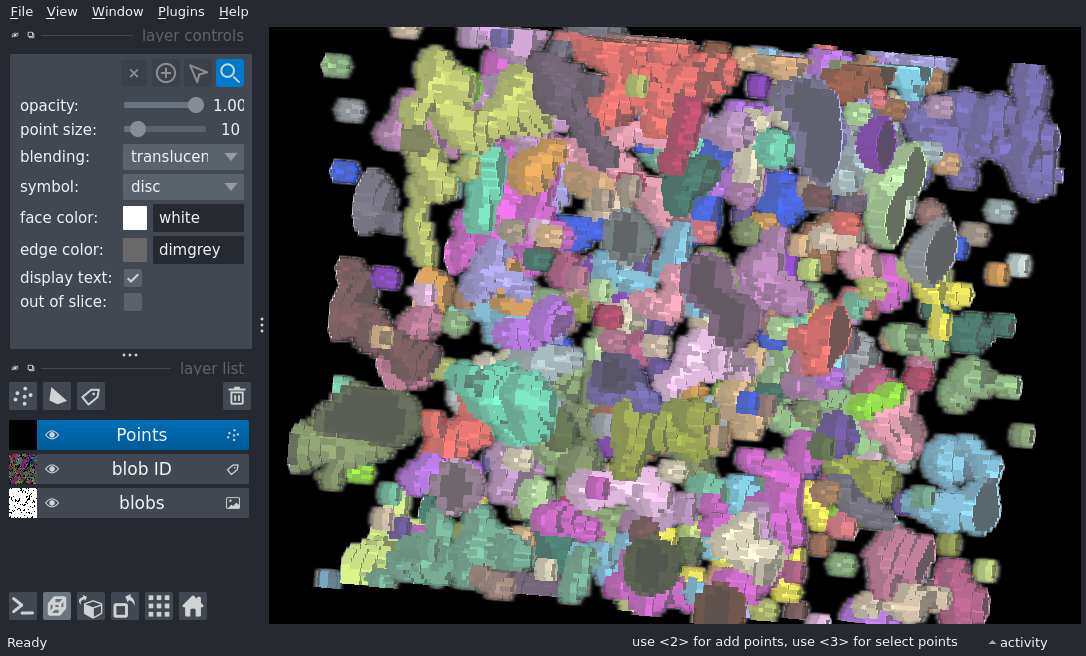 File View Window Plugins Help
layer controls
opacity: 1.00
point size: 10
blending: translucen
symbol: disc
face color: white
edge color: dimgrey
display text:
out of slice:
layer list
Points
blob ID
blobs
Ready
use <2> for add points, use <3> for select points
activity